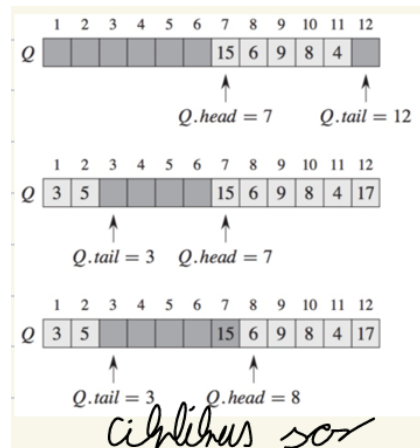 1 2 3 4 5 6 7 8 9 10 11 12
Q 15 6 9 8 4
Q.head = 7 Q.tail = 12
1 2 3 4 5 6 7 8 9 10 11 12
Q 3 5 15 6 9 8 4 17
Q.tail = 3 Q.head = 7
1 2 3 4 5 6 7 8 9 10 11 12
Q 3 5 15 6 9 8 4 17
Q.tail = 3 Q.head = 8
sor